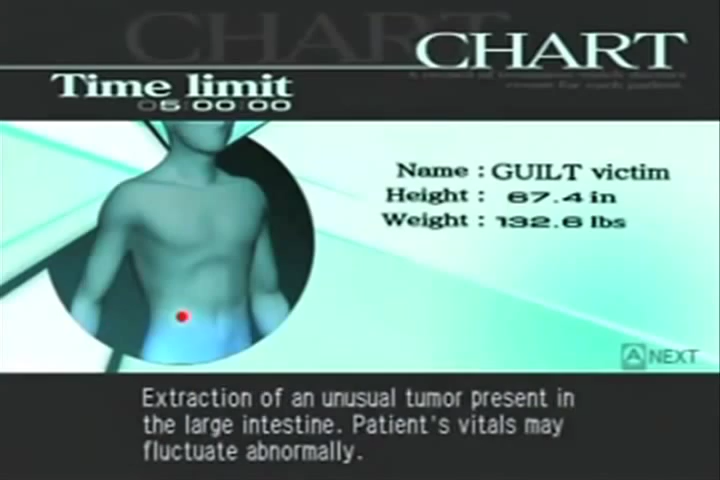 CHART
CHART
Time limit
05:00:00
Name : GUILT victim
Height : 67.4 in
Weight : 132.6 lbs
A NEXT
Extraction of an unusual tumor present in
the large intestine. Patient's vitals may
fluctuate abnormally.